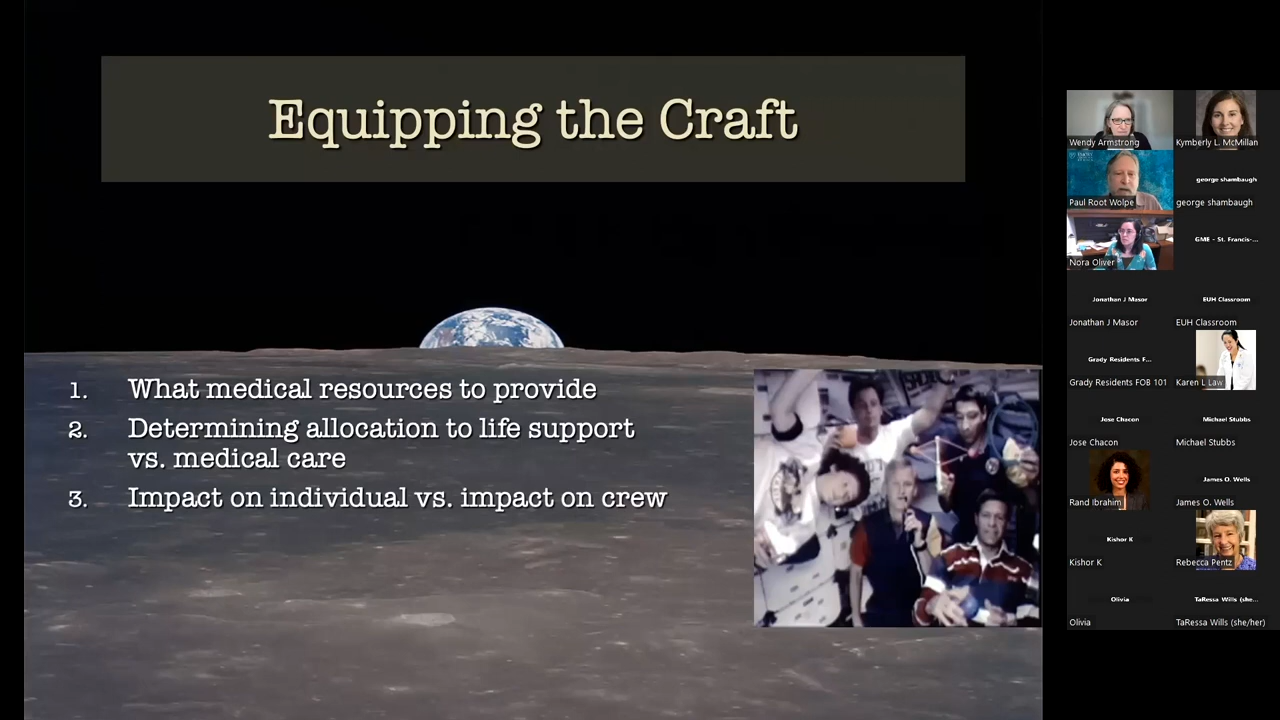 Equipping the Craft
1. What medical resources to provide
2. Determining allocation to life support
vs. medical care
3. Impact on individual vs. impact on crew
Wendy Armstrong
Kymberly L. McMillan
Paul Root Wolpe
george shambaugh
george shambaugh
Nora Oliver
GME - St. Francis-...
Jonathan J Masor
Jonathan J Masor
EUH Classroom
EUH Classroom
Grady Residents F...
Grady Residents FOB 101
Karen L Law
Jose Chacon
Jose Chacon
Michael Stubbs
Michael Stubbs
Rand Ibrahim
James O. Wells
James O. Wells
Kishor K
Kishor K
Rebecca Pentz
Olivia
Olivia
TaRessa Wills (she...
TaRessa Wills (she/her)